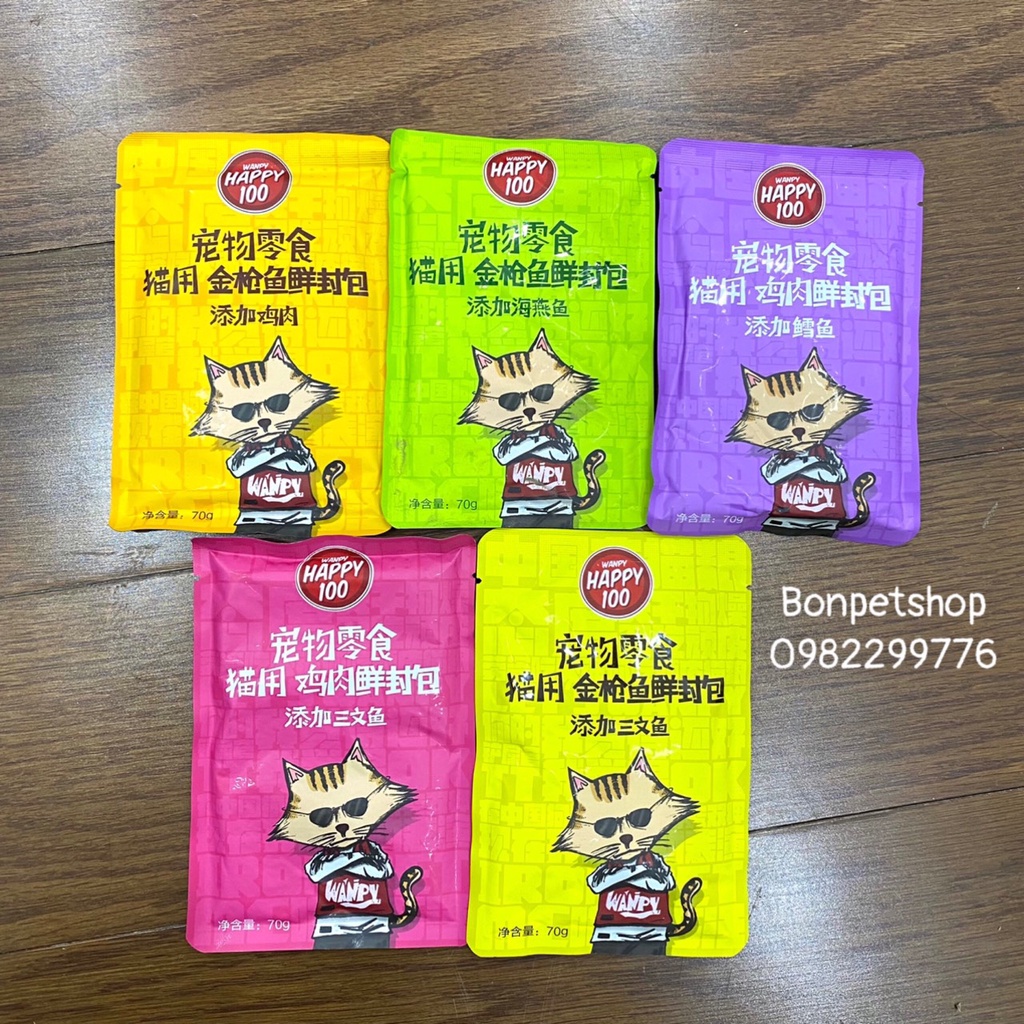 WANPY
HAPPY
100
宠物零食
猫用 金枪鱼鲜封包
添加鸡肉
WANPY
净含量：70g
WANPY
HAPPY
100
宠物零食
猫用 金枪鱼鲜封包
添加海燕鱼
WANPY
净含量：70g
WANPY
HAPPY
100
宠物零食
猫用 鸡肉鲜封包
添加鳕鱼
WANPY
净含量：70g
WANPY
HAPPY
100
宠物零食
猫用 鸡肉鲜封包
添加三文鱼
WANPY
净含量：70g
WANPY
HAPPY
100
宠物零食
猫用 金枪鱼鲜封包
添加三文鱼
WANPY
净含量：70g
Bonpetshop
0982299776